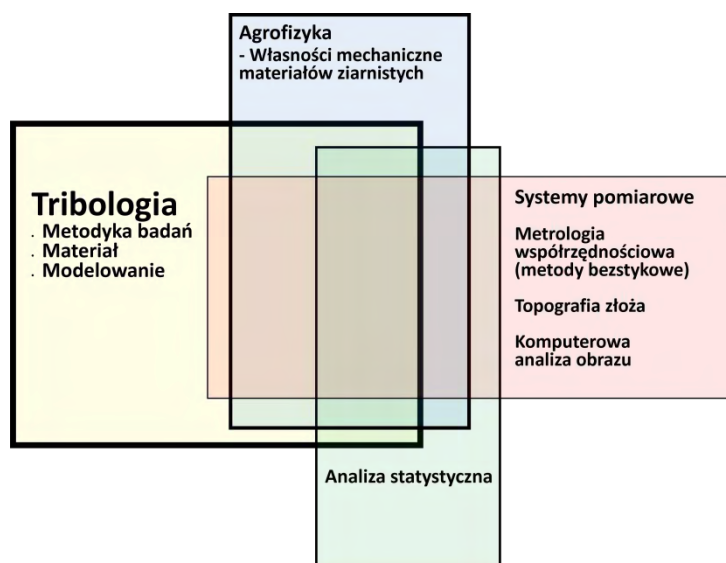 Agrofizyka
- Własności mechaniczne
materiałów ziarnistych
Tribologia
. Metodyka badań
. Materiał
. Modelowanie
Systemy pomiarowe
Metrologia
współrzędnościowa
(metody bezstykowe)
Topografia złoża
Komputerowa
analiza obrazu
Analiza statystyczna